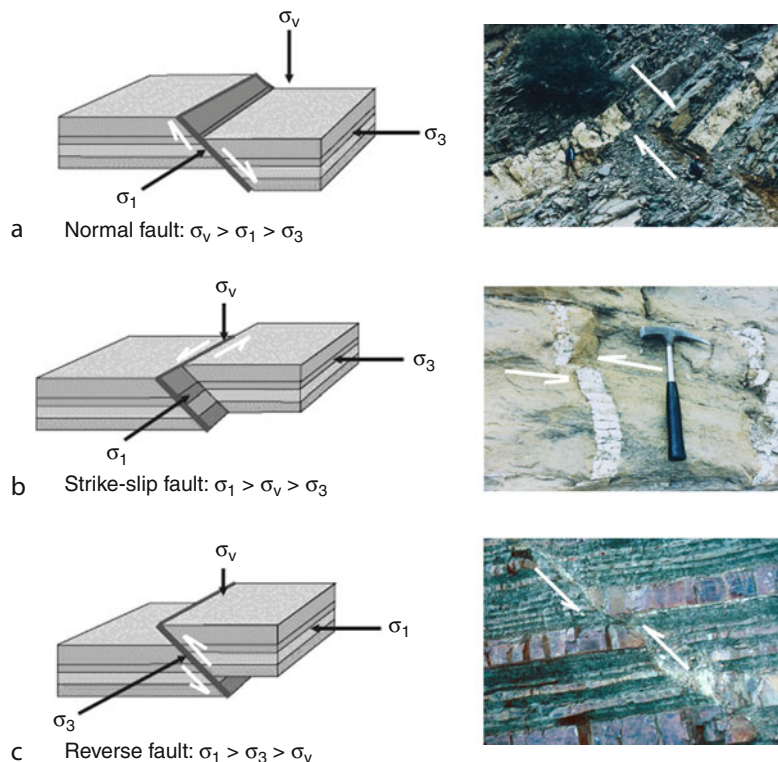 σv
σ3
σ1
a Normal fault: σv > σ1 > σ3
σv
σ3
σ1
b Strike-slip fault: σ1 > σv > σ3
σv
σ1
σ3
c Reverse fault: σ1 > σ3 > σv